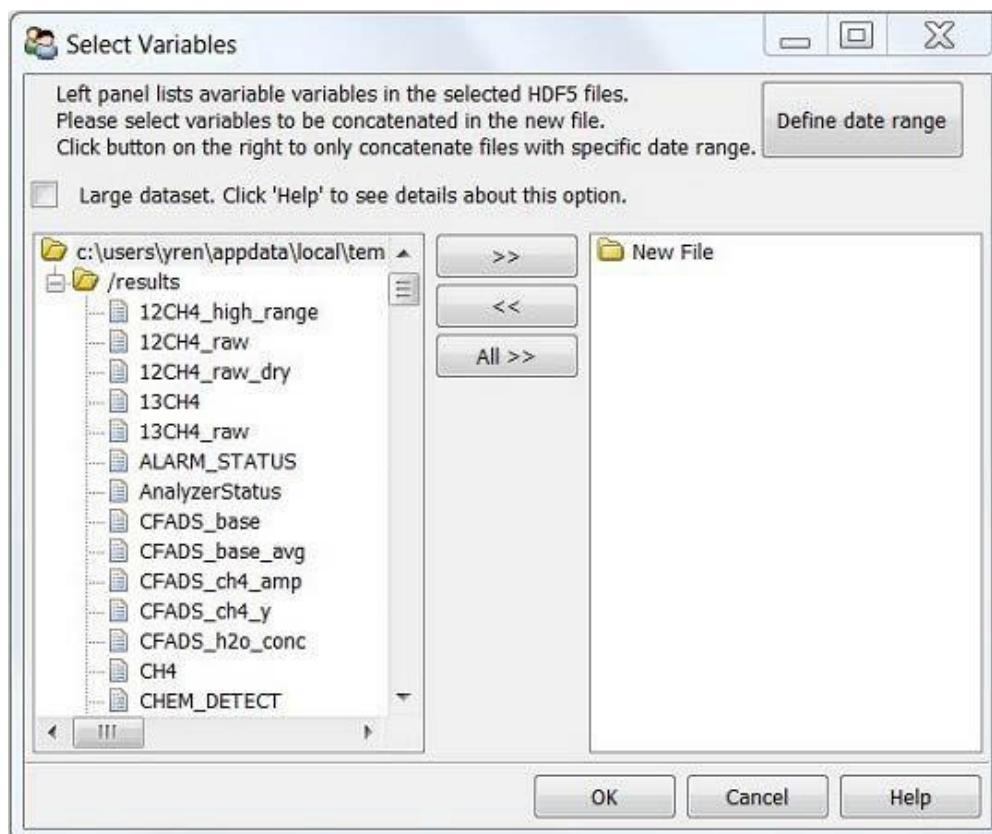 Select Variables
Left panel lists avariable variables in the selected HDF5 files.
Please select variables to be concatenated in the new file.
Click button on the right to only concatenate files with specific date range.
Define date range
Large dataset. Click 'Help' to see details about this option.
c:\users\yren\appdata\local\tem
/results
12CH4_high_range
12CH4_raw
12CH4_raw_dry
13CH4
13CH4_raw
ALARM_STATUS
AnalyzerStatus
CFADS_base
CFADS_base_avg
CFADS_ch4_amp
CFADS_ch4_y
CFADS_h2o_conc
CH4
CHEM_DETECT
>>
<<
All >>
New File
OK
Cancel
Help